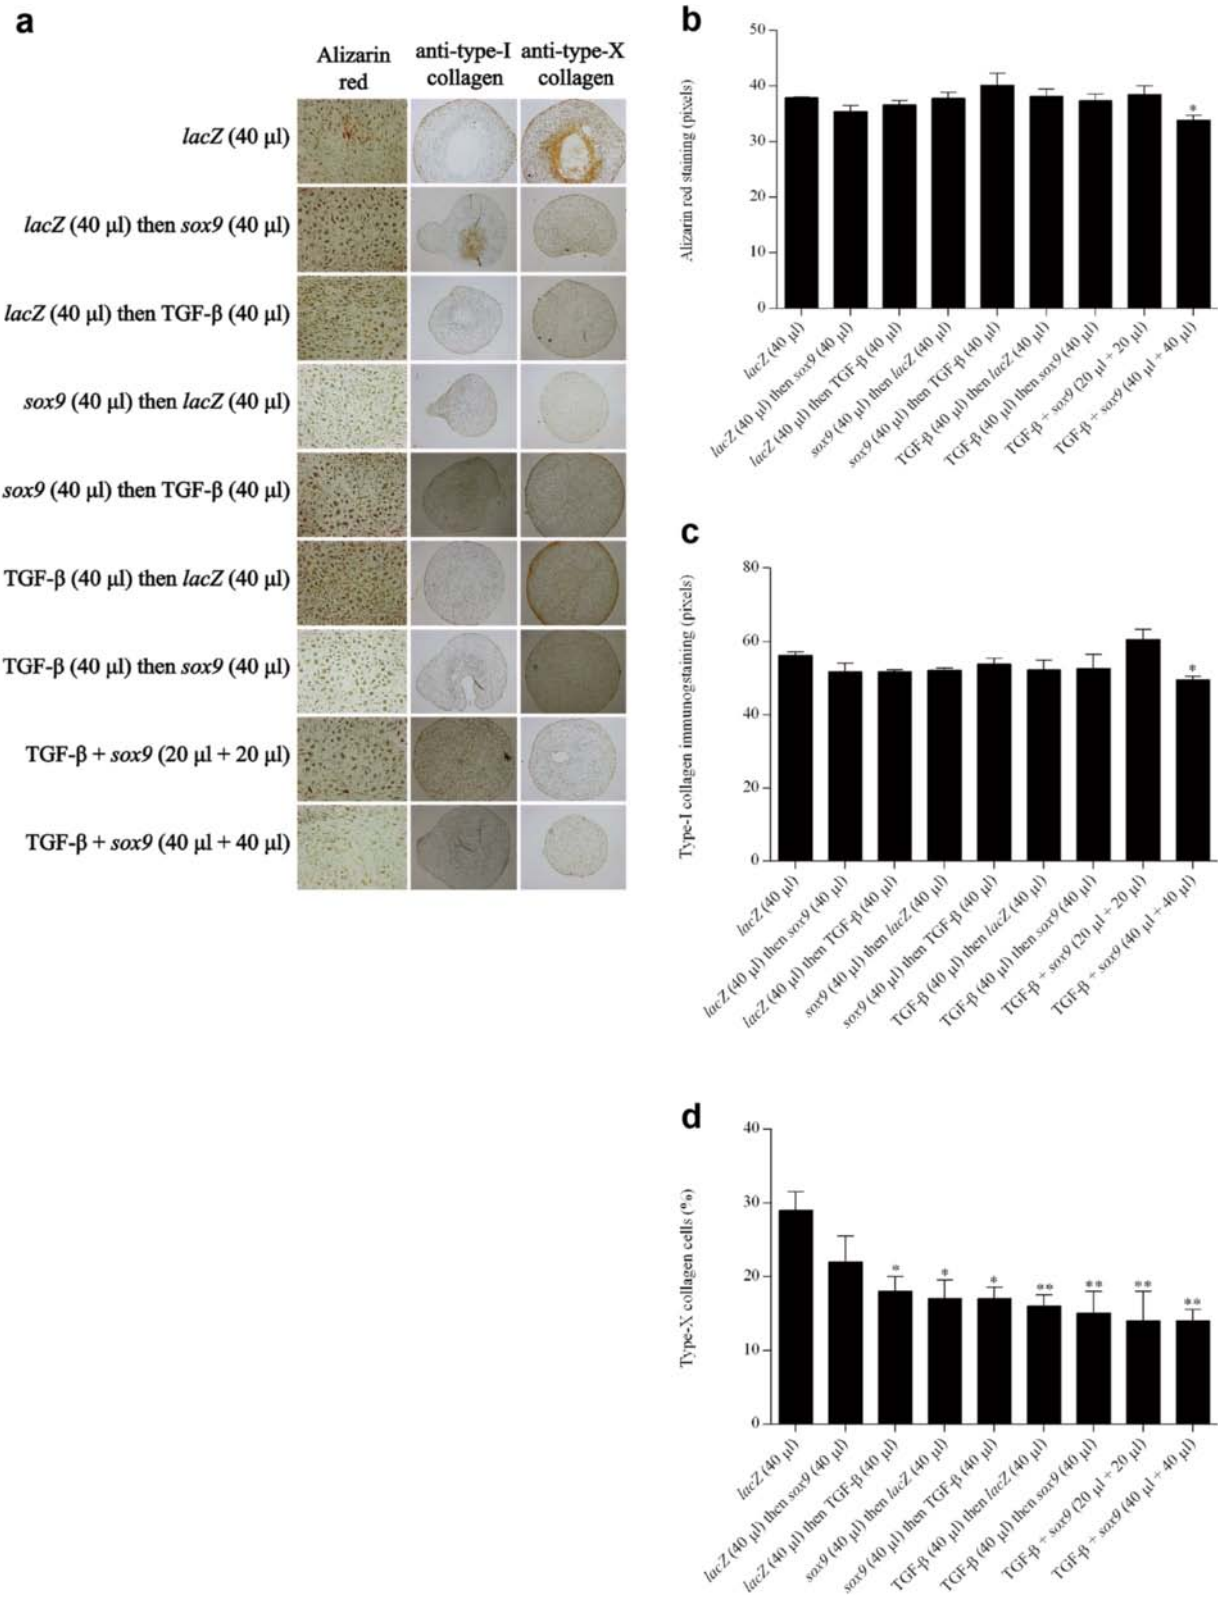 a
Alizarin
red
anti-type-I
collagen
anti-type-X
collagen
lacZ (40 μl)
lacZ (40 μl) then sox9 (40 μl)
lacZ (40 μl) then TGF-β (40 μl)
sox9 (40 μl) then lacZ (40 μl)
sox9 (40 μl) then TGF-β (40 μl)
TGF-β (40 μl) then lacZ (40 μl)
TGF-β (40 μl) then sox9 (40 μl)
TGF-β + sox9 (20 μl + 20 μl)
TGF-β + sox9 (40 μl + 40 μl)
b
Alizarin red staining (pixels)
50
40
30
20
10
0
*
lacZ (40 μl)
lacZ (40 μl) then sox9 (40 μl)
lacZ (40 μl) then TGF-β (40 μl)
sox9 (40 μl) then lacZ (40 μl)
sox9 (40 μl) then TGF-β (40 μl)
TGF-β (40 μl) then lacZ (40 μl)
TGF-β (40 μl) then sox9 (40 μl)
TGF-β + sox9 (20 μl + 20 μl)
TGF-β + sox9 (40 μl + 40 μl)
c
Type-I collagen immunogstaining (pixels)
80
60
40
20
0
*
lacZ (40 μl)
lacZ (40 μl) then sox9 (40 μl)
lacZ (40 μl) then TGF-β (40 μl)
sox9 (40 μl) then lacZ (40 μl)
sox9 (40 μl) then TGF-β (40 μl)
TGF-β (40 μl) then lacZ (40 μl)
TGF-β (40 μl) then sox9 (40 μl)
TGF-β + sox9 (20 μl + 20 μl)
TGF-β + sox9 (40 μl + 40 μl)
d
Type-X collagen cells (%)
40
30
20
10
0
*
*
*
**
**
**
**
lacZ (40 μl)
lacZ (40 μl) then sox9 (40 μl)
lacZ (40 μl) then TGF-β (40 μl)
sox9 (40 μl) then lacZ (40 μl)
sox9 (40 μl) then TGF-β (40 μl)
TGF-β (40 μl) then lacZ (40 μl)
TGF-β (40 μl) then sox9 (40 μl)
TGF-β + sox9 (20 μl + 20 μl)
TGF-β + sox9 (40 μl + 40 μl)